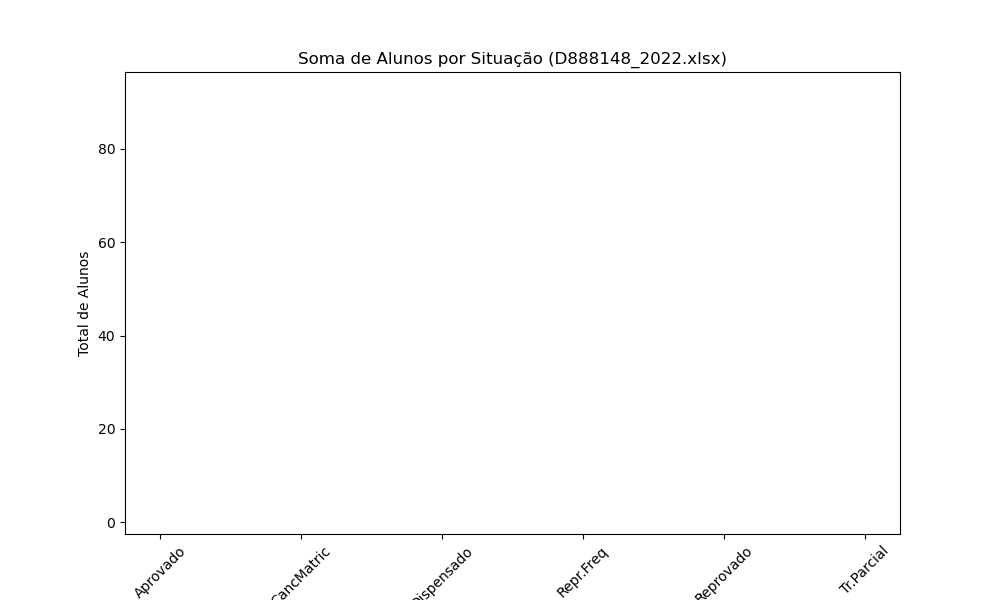 Soma de Alunos por Situação (D888148_2022.xlsx)
Total de Alunos
80
60
40
20
0
Aprovado
CancMatric
Dispensado
Repr.Freq
Reprovado
Tr.Parcial